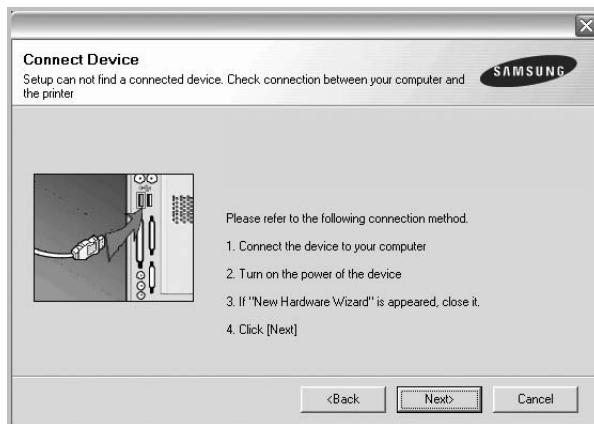 Connect Device
Setup can not find a connected device. Check connection between your computer and
the printer
SAMSUNG
Please refer to the following connection method.
1. Connect the device to your computer
2. Turn on the power of the device
3. If "New Hardware Wizard" is appeared, close it.
4. Click [Next]
<Back
Next>
Cancel